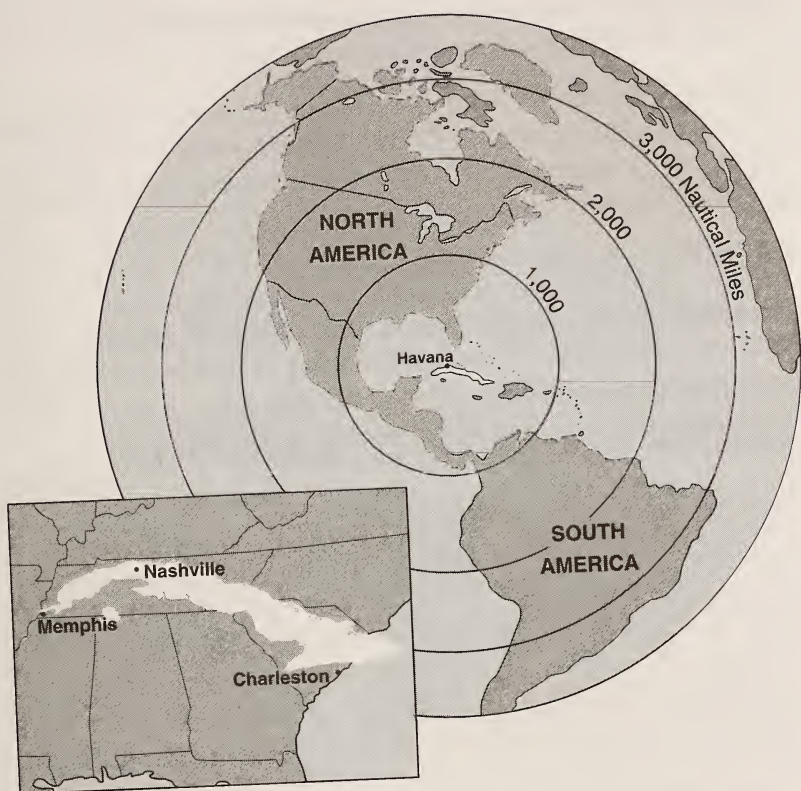 3,000 Nautical Miles
2,000
1,000
NORTH
AMERICA
Havana
SOUTH
AMERICA
Nashville
Memphis
Charleston